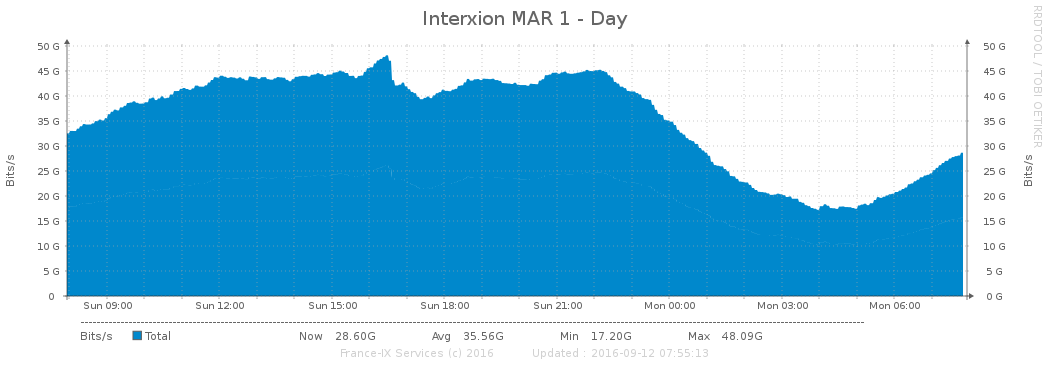 Interxion MAR 1 - Day
RRDTOOL / TOBI OETIKER
Bits/s
50 G 50 G
45 G 45 G
40 G 40 G
35 G 35 G
30 G 30 G
25 G 25 G
20 G 20 G
15 G 15 G
10 G 10 G
5 G 5 G
0 0 G
Bits/s
Sun 09:00 Sun 12:00 Sun 15:00 Sun 18:00 Sun 21:00 Mon 00:00 Mon 03:00 Mon 06:00
Bits/s Total Now 28.60G Avg 35.56G Min 17.20G Max 48.09G
France-IX Services (c) 2016 Updated : 2016-09-12 07:55:13